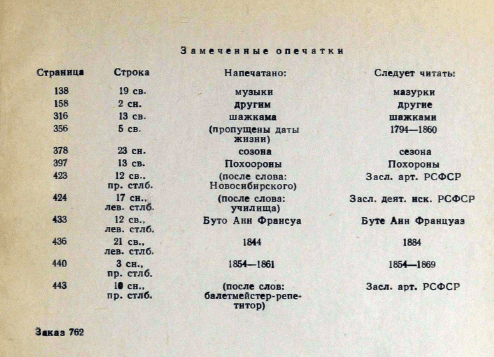 Замеченные опечатки
Страница Строка Напечатано: Следует читать:
138 19 св. музыки мазурки
158 2 сн. другим другие
316 13 св. шажкама шажками
356 5 св. (пропущены даты 1794—1860
жизни)
378 23 сн. созона сезона
397 13 св. Похоороны Похороны
423 12 св., (после слова: Засл. арт. РСФСР
пр. стлб. Новосибирского)
424 17 сн., (после слова: Засл. деят. иск. РСФСР
лев. стлб. училища)
433 12 св., Буто Анн Франсуа Буте Анн Француаз
лев. стлб.
436 21 св., 1844 1884
лев. стлб.
440 3 сн., 1854—1861 1854—1869
пр. стлб.
443 10 сн., (после слов: Засл. арт. РСФСР
пр. стлб. балетмейстер-репе-
титор)
Заказ 762